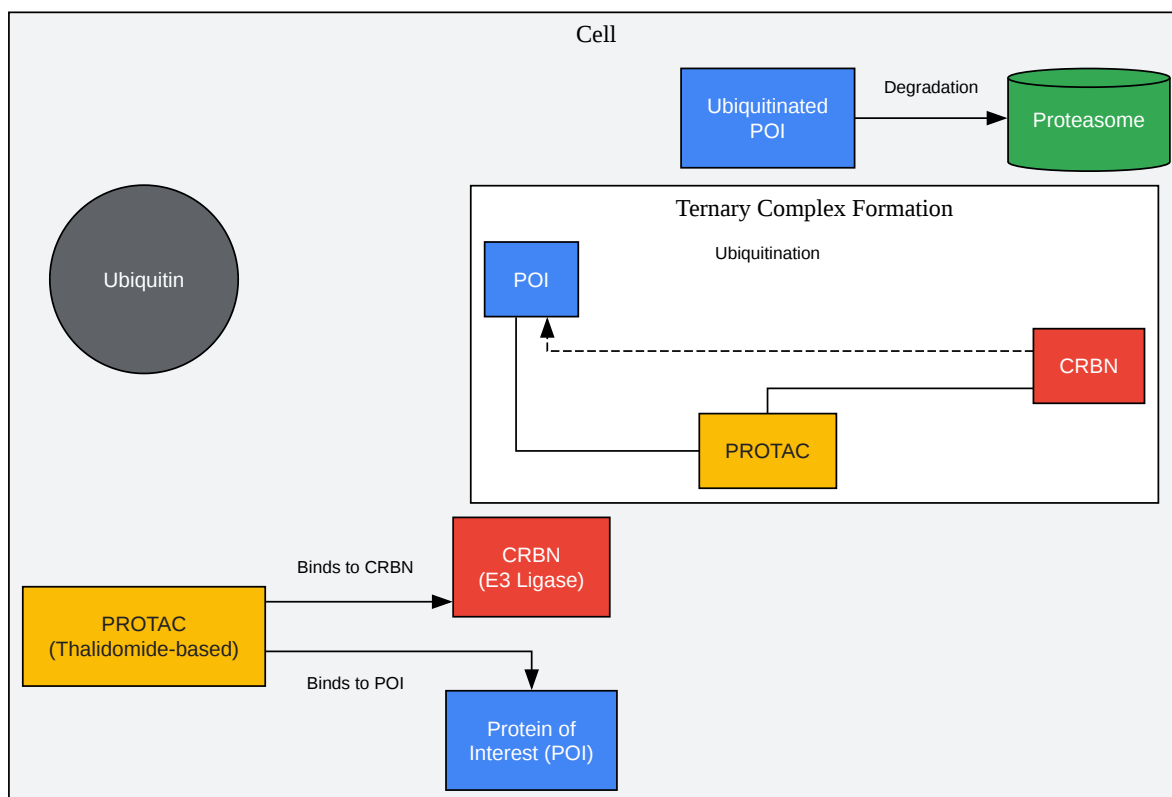 Cell
Ubiquitinated
POI
Degradation
Proteasome
Ternary Complex Formation
Ubiquitination
POI
Ubiquitin
CRBN
PROTAC
CRBN
(E3 Ligase)
Binds to CRBN
PROTAC
(Thalidomide-based)
Binds to POI
Protein of
Interest (POI)